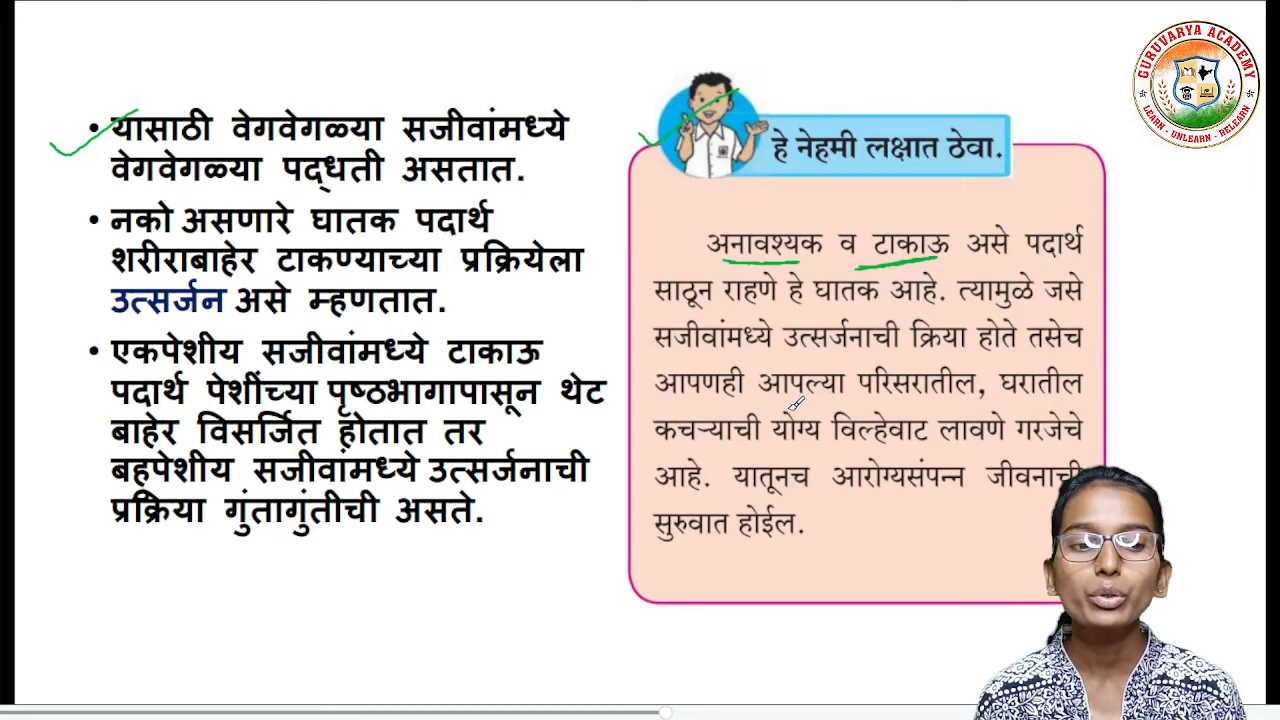 • यासाठी वेगवेगळ्या सजीवांमध्ये
वेगवेगळ्या पद्धती असतात.
• नको असणारे घातक पदार्थ
शरीराबाहेर टाकण्याच्या प्रक्रियेला
उत्सर्जन असे म्हणतात.
• एकपेशीय सजीवांमध्ये टाकाऊ
पदार्थ पेशींच्या पृष्ठभागापासून थेट
बाहेर विसर्जित होतात तर
बहुपेशीय सजीवांमध्ये उत्सर्जनाची
प्रक्रिया गुंतागुंतीची असते.
हे नेहमी लक्षात ठेवा.
अनावश्यक व टाकाऊ असे पदार्थ
साठून राहणे हे घातक आहे. त्यामुळे जसे
सजीवांमध्ये उत्सर्जनाची क्रिया होते तसेच
आपणही आपल्या परिसरातील, घरातील
कचऱ्याची योग्य विल्हेवाट लावणे गरजेचे
आहे. यातूनच आरोग्यसंपन्न जीवनाची
सुरुवात होईल.
GURUVARYA ACADEMY
LEARN - UNLEARN - RELEARN